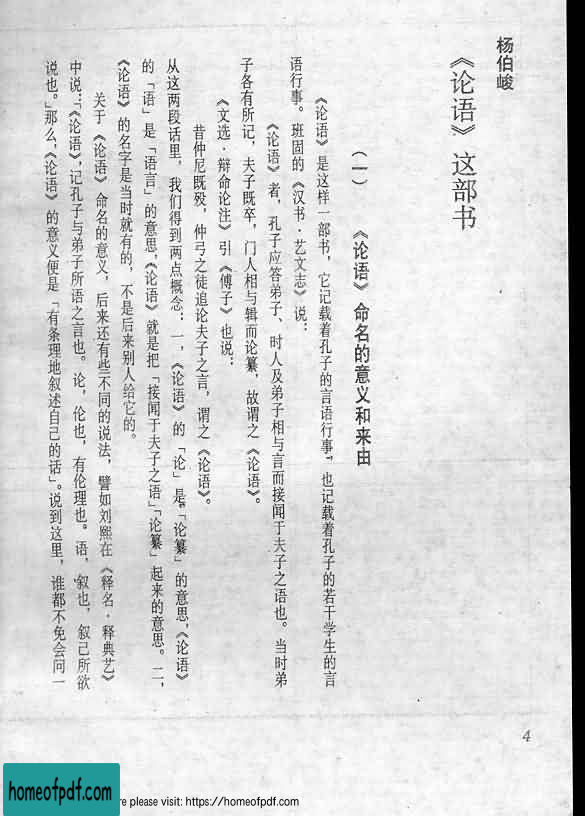 杨伯峻
《论语》这部书
（一） 《论语》命名的意义和来由
《论语》是这样一部书，它记载着孔子的言语行事，也记载着孔子的若干学生的言
语行事。班固的《汉书·艺文志》说：
《论语》者，孔子应答弟子、时人及弟子相与言而接闻于夫子之语也。当时弟
子各有所记，夫子既卒，门人相与辑而论纂，故谓之《论语》。
《文选·辩命论注》引《傅子》也说：
昔仲尼既殁，仲弓之徒追论夫子之言，谓之《论语》。
从这两段话里，我们得到两点概念：一，《论语》的「论」是「论纂」的意思，《论语》
的「语」是「语言」的意思，《论语》就是把「接闻于夫子之语」「论纂」起来的意思。二，
《论语》的名字是当时就有的，不是后来别人给它的。
关于《论语》命名的意义，后来还有些不同的说法，譬如刘熙在《释名·释典艺》
中说：《论语》，记孔子与弟子所语之言也。论，伦也，有伦理也。语，叙也，叙己所欲
说也。」那么，《论语》的意义便是「有条理地叙述自己的话」。说到这里，谁都不免会问一
4
homeofpdf.com
re please visit: https://homeofpdf.com